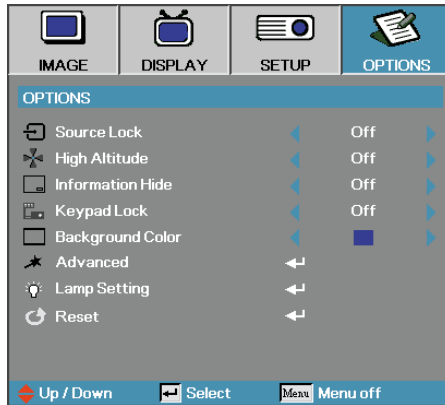 IMAGE DISPLAY SETUP OPTIONS
OPTIONS
Source Lock Off
High Altitude Off
Information Hide Off
Keypad Lock Off
Background Color
Advanced
Lamp Setting
Reset
Up / Down Select Menu Menu off